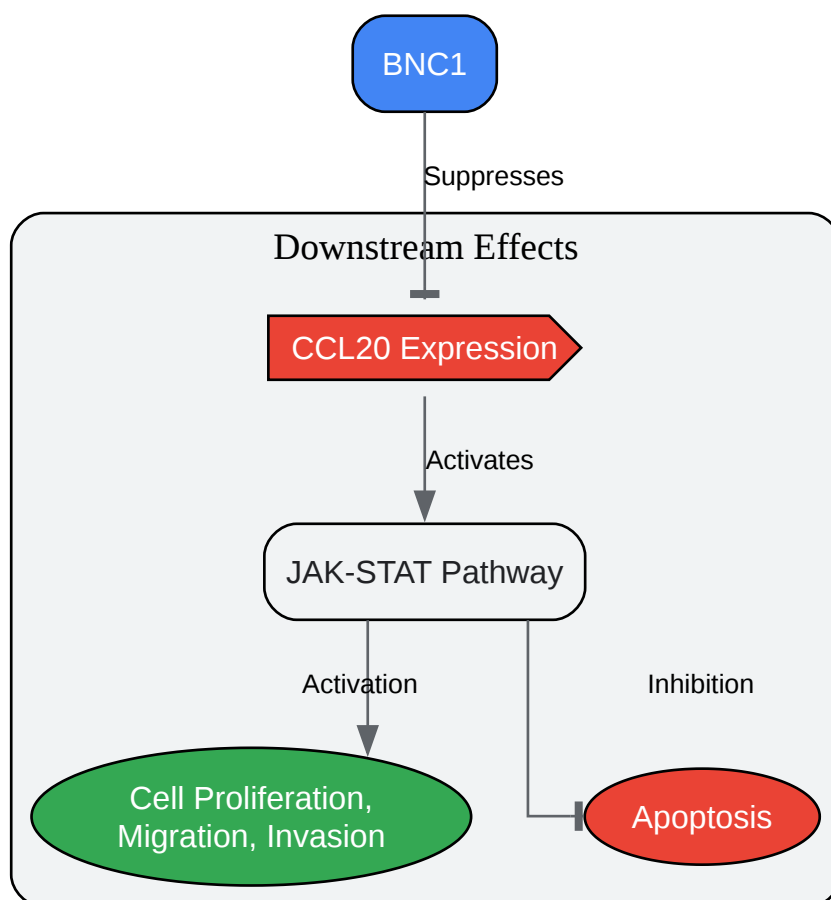 BNC1
Suppresses
Downstream Effects
CCL20 Expression
Activates
JAK-STAT Pathway
Activation
Inhibition
Cell Proliferation,
Migration, Invasion
Apoptosis